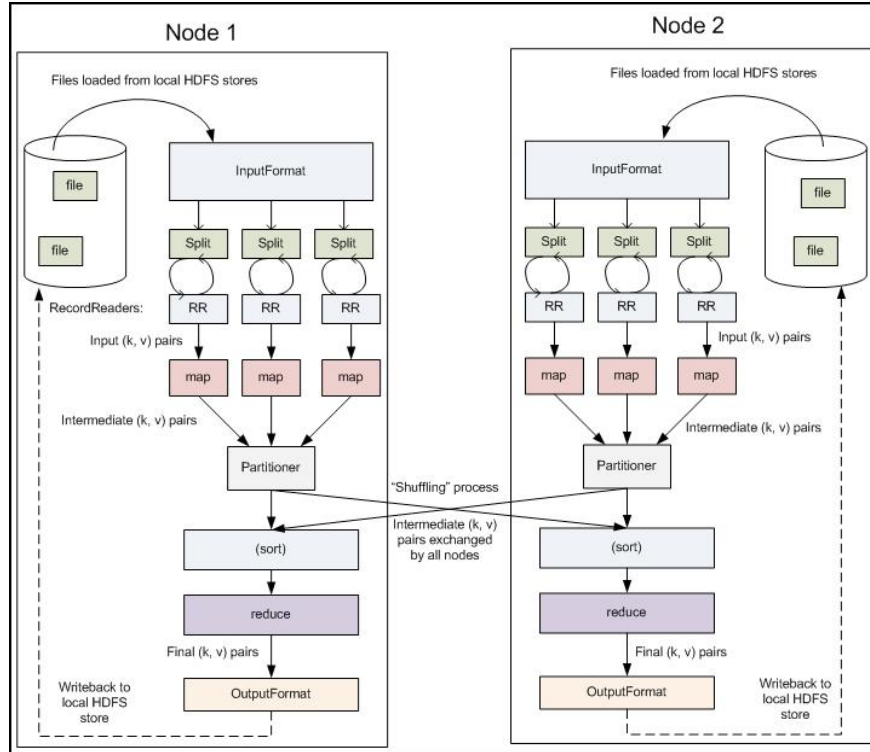 Node 1
Files loaded from local HDFS stores
InputFormat
file
file
Split Split Split
RecordReaders:
RR RR RR
Input (k, v) pairs
map map map
Intermediate (k, v) pairs
Partitioner
(sort)
reduce
Final (k, v) pairs
OutputFormat
Writeback to
local HDFS
store
"Shuffling" process
Intermediate (k, v)
pairs exchanged
by all nodes
Node 2
Files loaded from local HDFS stores
InputFormat
file
file
Split Split Split
RR RR RR
Input (k, v) pairs
map map map
Intermediate (k, v) pairs
Partitioner
(sort)
reduce
Final (k, v) pairs
OutputFormat
Writeback to
local HDFS
store